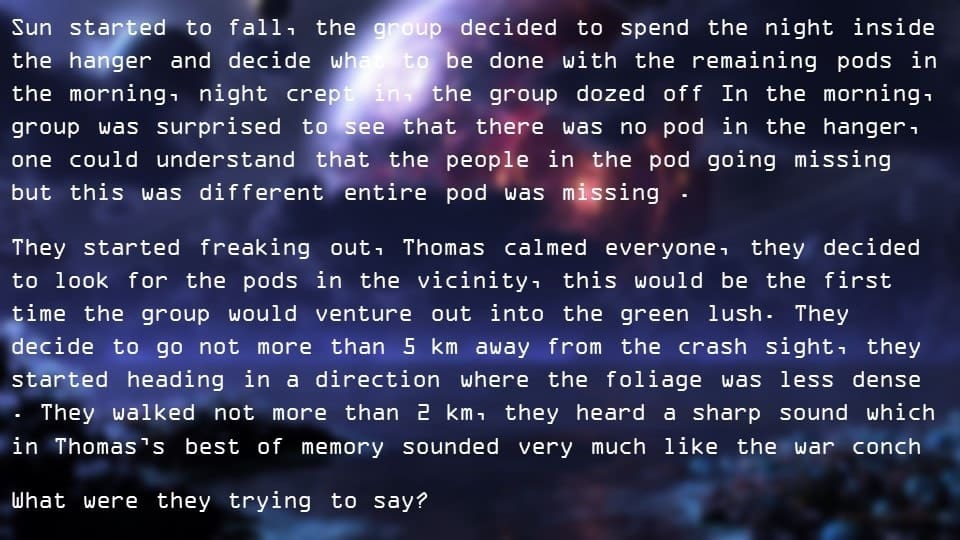 Sun started to fall, the group decided to spend the night inside
the hanger and decide what to be done with the remaining pods in
the morning, night crept in, the group dozed off In the morning,
group was surprised to see that there was no pod in the hanger,
one could understand that the people in the pod going missing
but this was different entire pod was missing .
They started freaking out, Thomas calmed everyone, they decided
to look for the pods in the vicinity, this would be the first
time the group would venture out into the green lush. They
decide to go not more than 5 km away from the crash sight, they
started heading in a direction where the foliage was less dense
. They walked not more than 2 km, they heard a sharp sound which
in Thomas's best of memory sounded very much like the war conch
What were they trying to say?